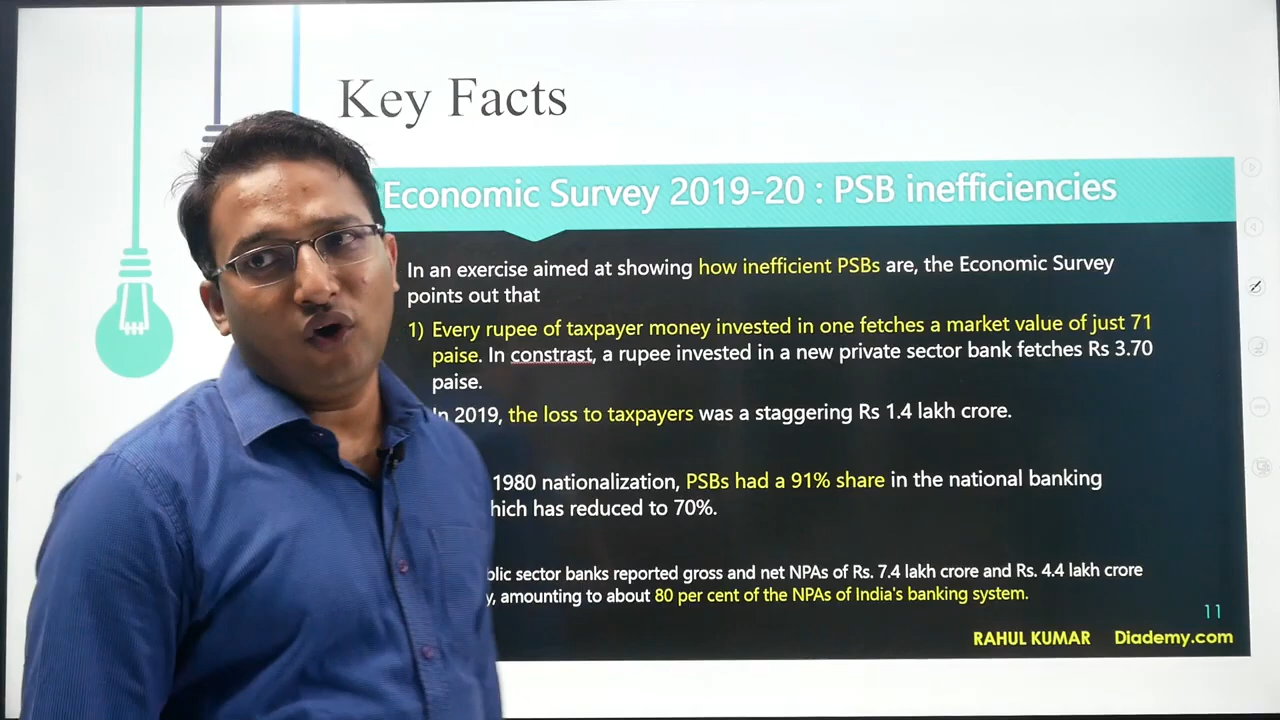 Key Facts
Economic Survey 2019-20 : PSB inefficiencies
In an exercise aimed at showing how inefficient PSBs are, the Economic Survey
points out that
1) Every rupee of taxpayer money invested in one fetches a market value of just 71
paise. In constrast, a rupee invested in a new private sector bank fetches Rs 3.70
paise.
In 2019, the loss to taxpayers was a staggering Rs 1.4 lakh crore.
1980 nationalization, PSBs had a 91% share in the national banking
has reduced to 70%.
sector banks reported gross and net NPAs of Rs. 7.4 lakh crore and Rs. 4.4 lakh crore
amounting to about 80 per cent of the NPAs of India's banking system.
11
RAHUL KUMAR Diademy.com